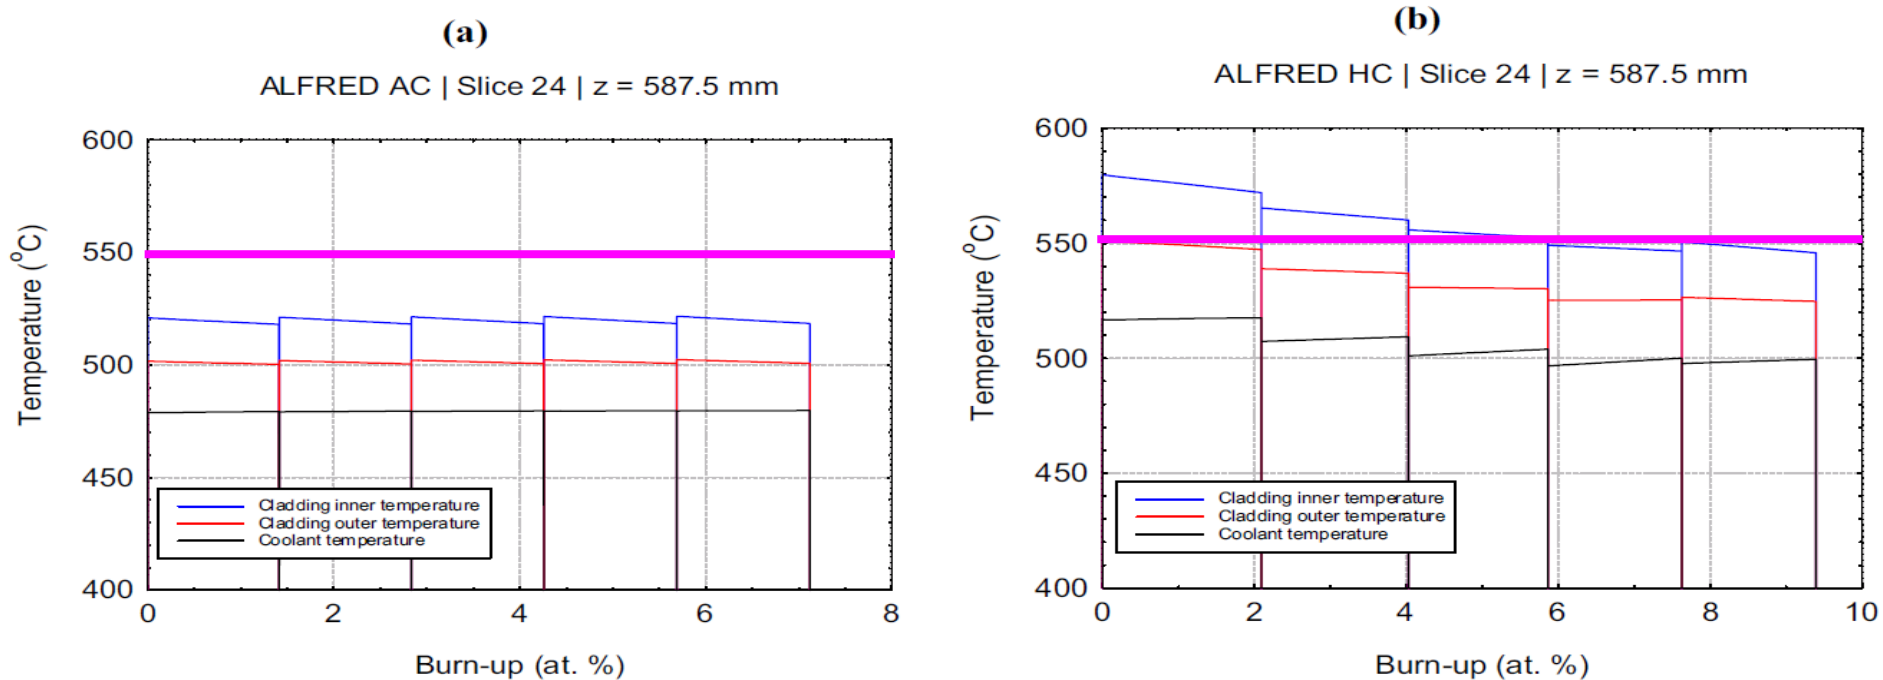 (a)
ALFRED AC | Slice 24 | z = 587.5 mm
600
550
500
450
400
Temperature (°C)
Cladding inner temperature
Cladding outer temperature
Coolant temperature
0 2 4 6 8
Burn-up (at. %)
(b)
ALFRED HC | Slice 24 | z = 587.5 mm
600
550
500
450
400
Temperature (°C)
Cladding inner temperature
Cladding outer temperature
Coolant temperature
0 2 4 6 8 10
Burn-up (at. %)